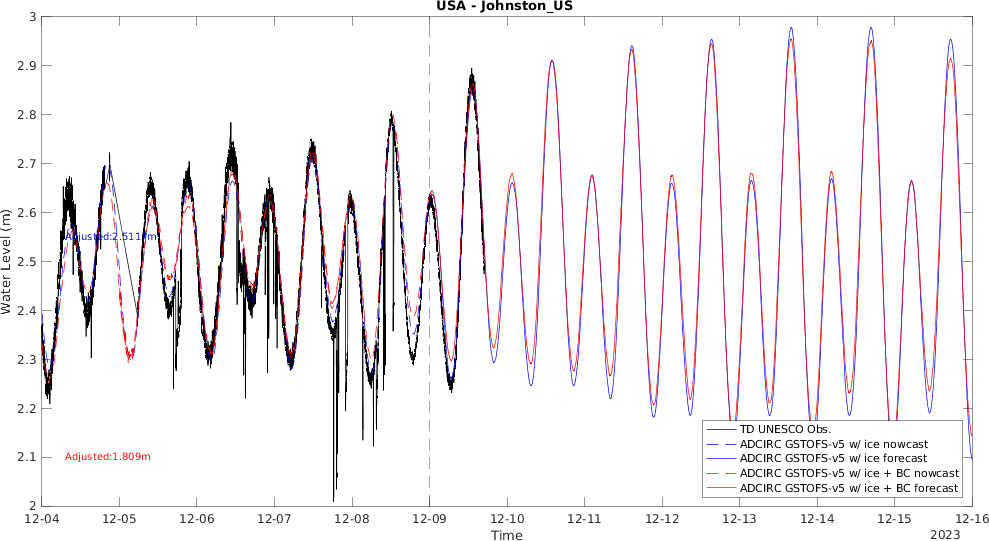 USA - Johnston_US
3
2.9
2.8
2.7
2.6
2.5
2.4
2.3
2.2
2.1
2
Water Level (m)
Adjusted:2.511m
Adjusted:1.809m
TD UNESCO Obs.
ADCIRC GSTOFS-v5 w/ ice nowcast
ADCIRC GSTOFS-v5 w/ ice forecast
ADCIRC GSTOFS-v5 w/ ice + BC nowcast
ADCIRC GSTOFS-v5 w/ ice + BC forecast
12-04 12-05 12-06 12-07 12-08 12-09 12-10 12-11 12-12 12-13 12-14 12-15 12-16
Time
2023